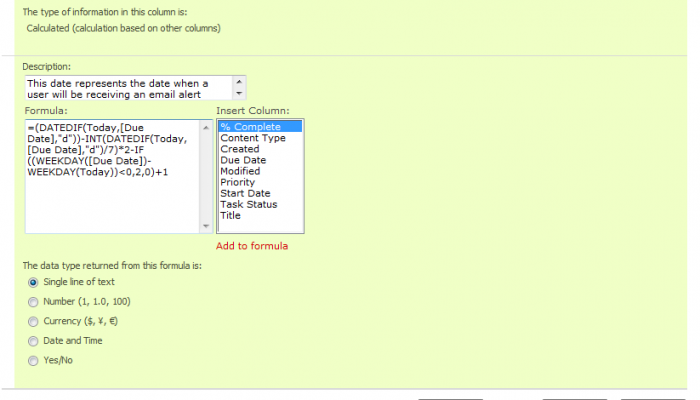 The type of information in this column is:
Calculated (calculation based on other columns)
Description:
This date represents the date when a
user will be receiving an email alert
Formula:
Insert Column:
=(DATEDIF(Today,[Due
Date],"d"))-INT(DATEDIF(Today,
[Due Date],"d")/7)*2-IF
((WEEKDAY([Due Date])-
WEEKDAY(Today))<0,2,0)+1
% Complete
Content Type
Created
Due Date
Modified
Priority
Start Date
Task Status
Title
Add to formula
The data type returned from this formula is:
Single line of text
Number (1, 1.0, 100)
Currency ($, ¥, €)
Date and Time
Yes/No